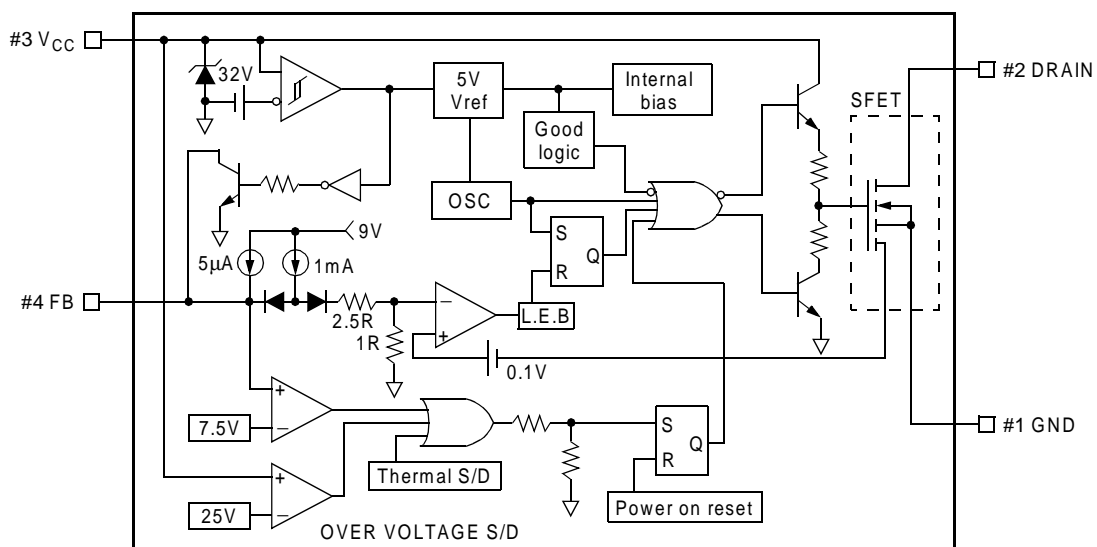 #3 VCC
32V
5V
Vref
Internal
bias
Good
logic
SFET
#2 DRAIN
OSC
S
Q
R
9V
5μA
1mA
#4 FB
2.5R
1R
−
+
L.E.B
0.1V
+
7.5V
−
Thermal S/D
S
Q
R
Power on reset
#1 GND
+
25V
−
OVER VOLTAGE S/D